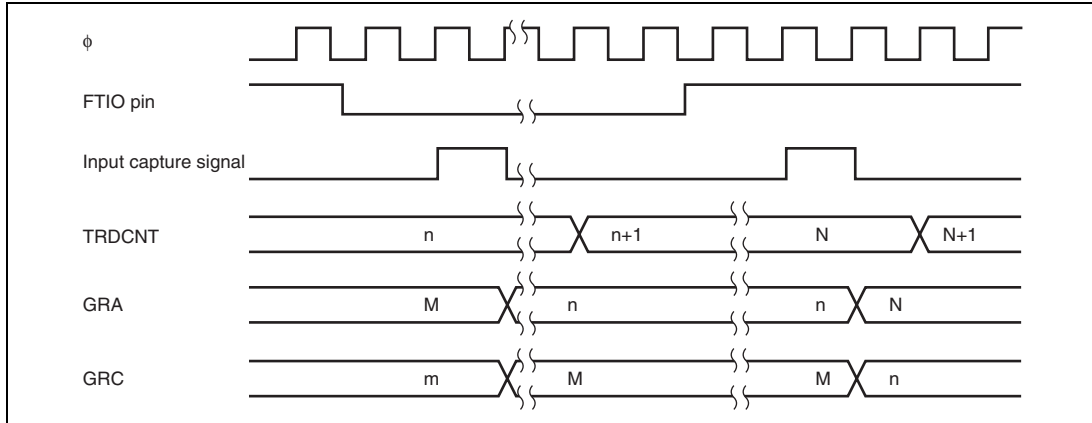 ϕ
FTIO pin
Input capture signal
TRDCNT n n+1 N N+1
GRA M n n N
GRC m M M n